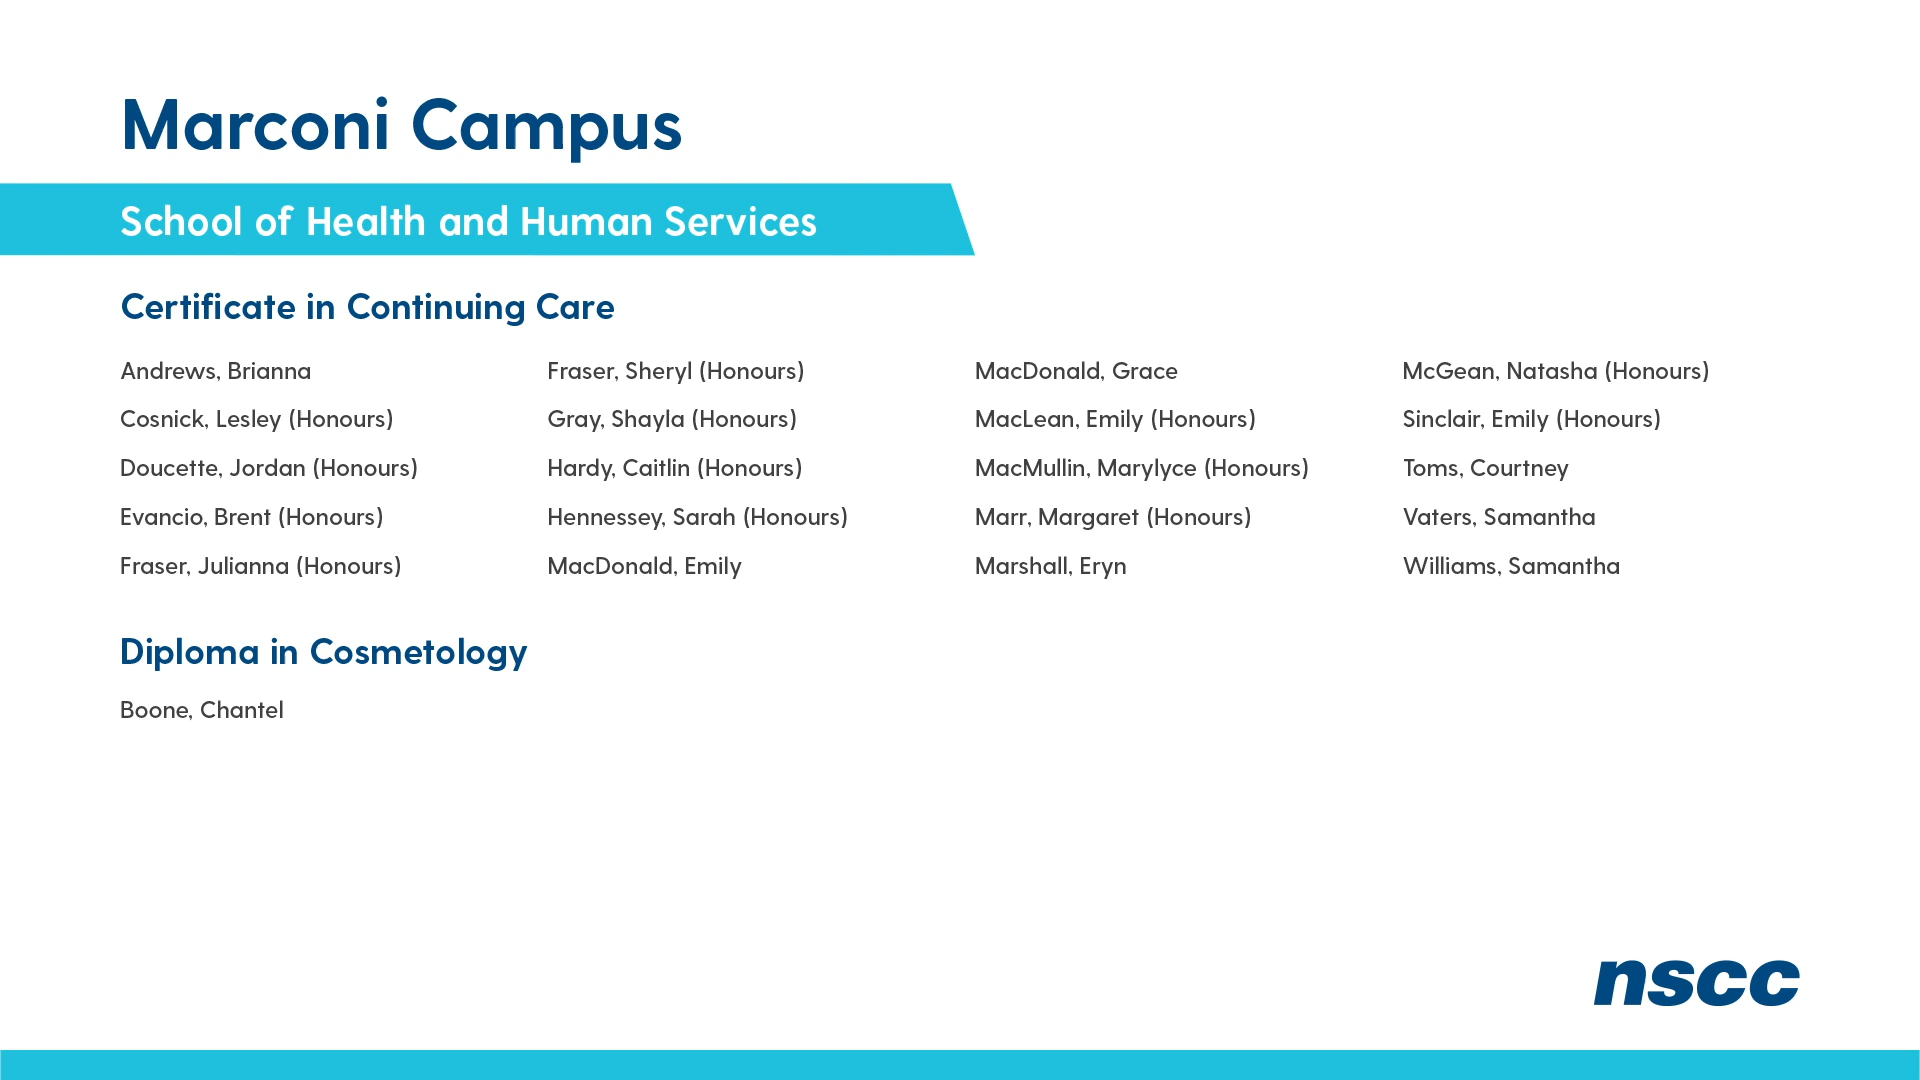 Marconi Campus
School of Health and Human Services
Certificate in Continuing Care
Andrews, Brianna
Cosnick, Lesley (Honours)
Doucette, Jordan (Honours)
Evancio, Brent (Honours)
Fraser, Julianna (Honours)
Fraser, Sheryl (Honours)
Gray, Shayla (Honours)
Hardy, Caitlin (Honours)
Hennessey, Sarah (Honours)
MacDonald, Emily
MacDonald, Grace
MacLean, Emily (Honours)
MacMullin, Marylyce (Honours)
Marr, Margaret (Honours)
Marshall, Eryn
McGean, Natasha (Honours)
Sinclair, Emily (Honours)
Toms, Courtney
Vaters, Samantha
Williams, Samantha
Diploma in Cosmetology
Boone, Chantel
nscc